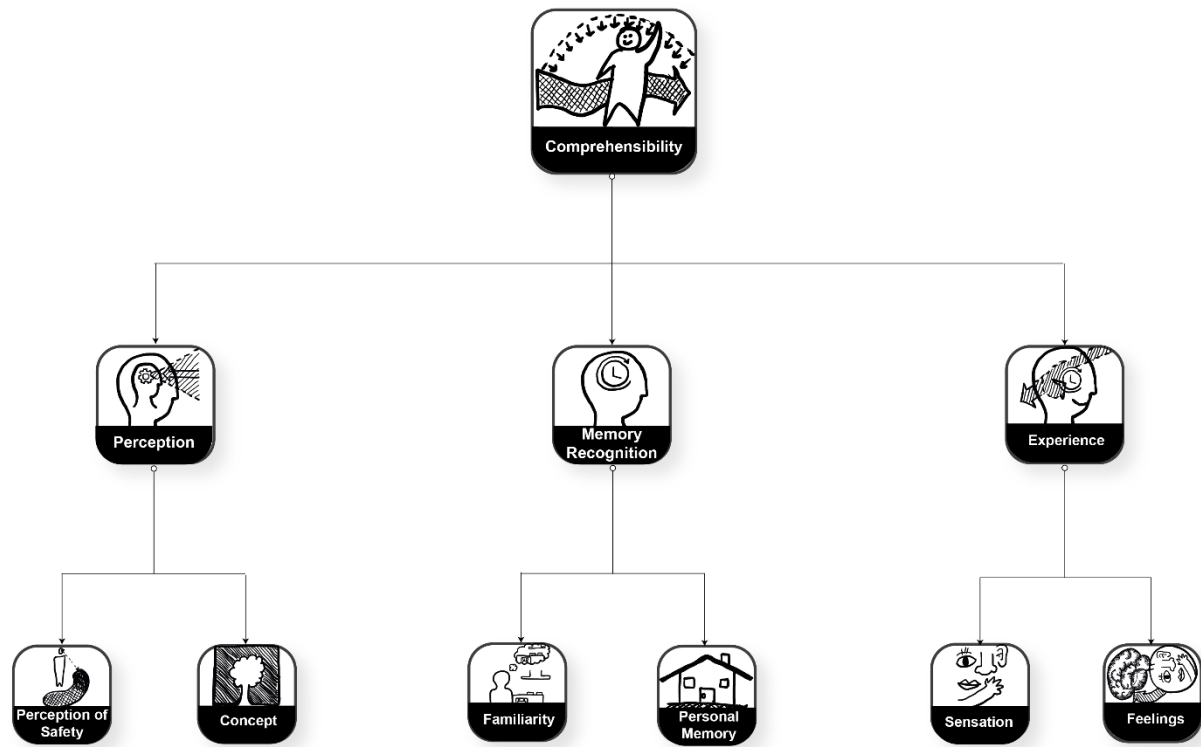 Comprehensibility
Perception
Memory
Recognition
Experience
Perception of
Safety
Concept
Familiarity
Personal
Memory
Sensation
Feelings